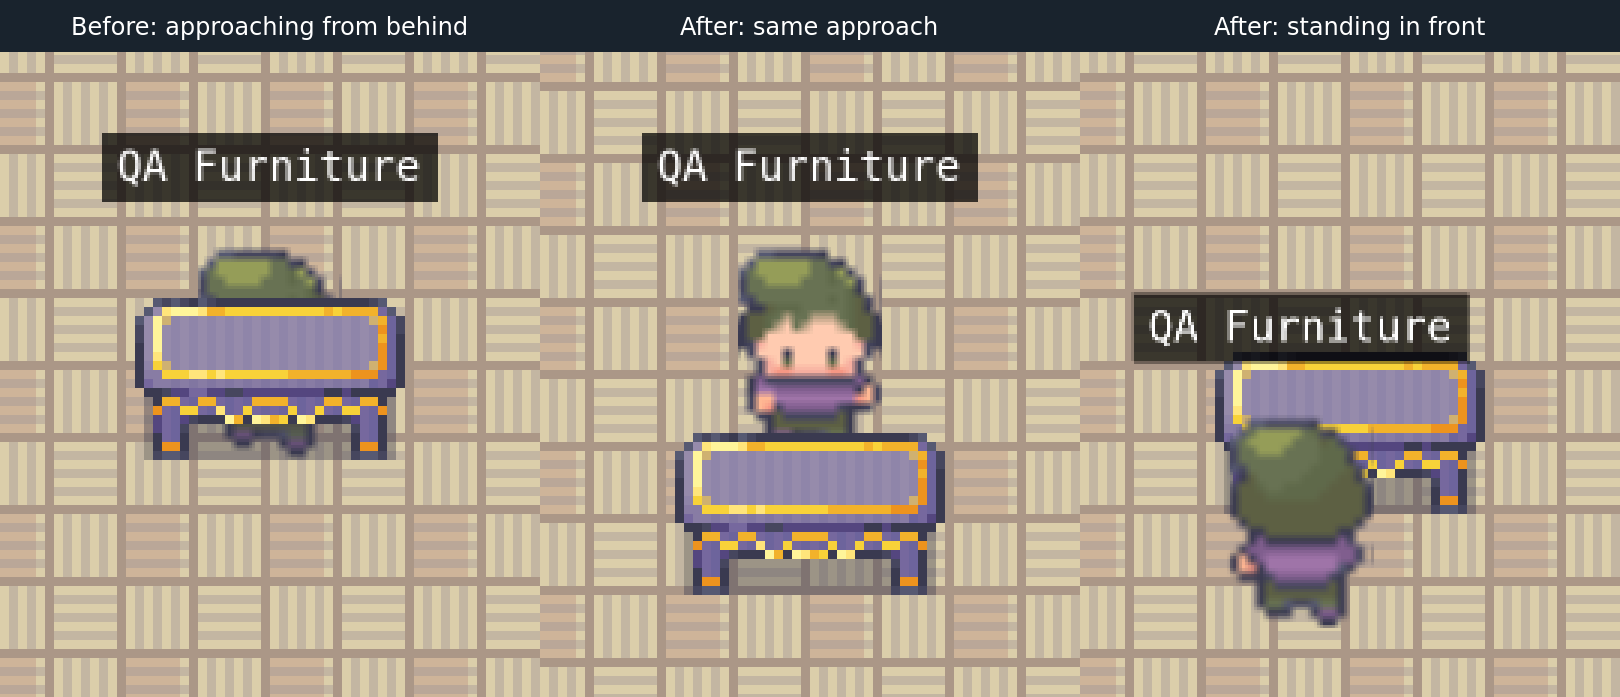 Before: approaching from behind
After: same approach
After: standing in front
QA Furniture
QA Furniture
QA Furniture